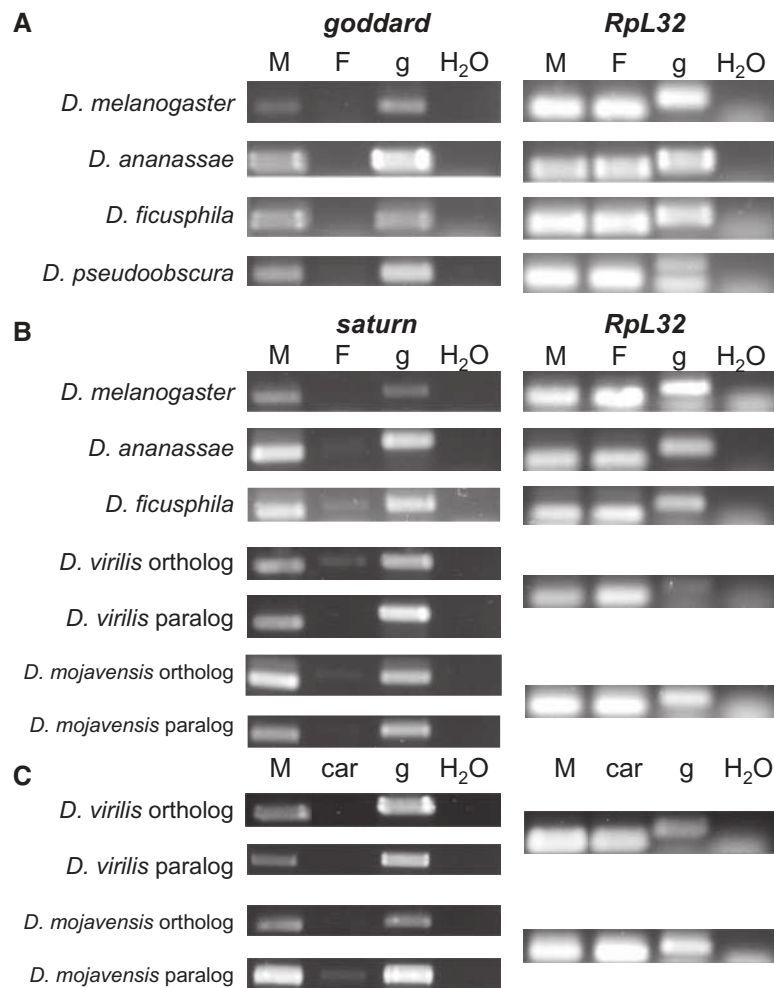 A goddard RpL32
M F g H₂O M F g H₂O
D. melanogaster
D. ananassae
D. ficusphila
D. pseudoobscura
B saturn RpL32
M F g H₂O M F g H₂O
D. melanogaster
D. ananassae
D. ficusphila
D. virilis ortholog
D. virilis paralog
D. mojavensis ortholog
D. mojavensis paralog
C M car g H₂O M car g H₂O
D. virilis ortholog
D. virilis paralog
D. mojavensis ortholog
D. mojavensis paralog